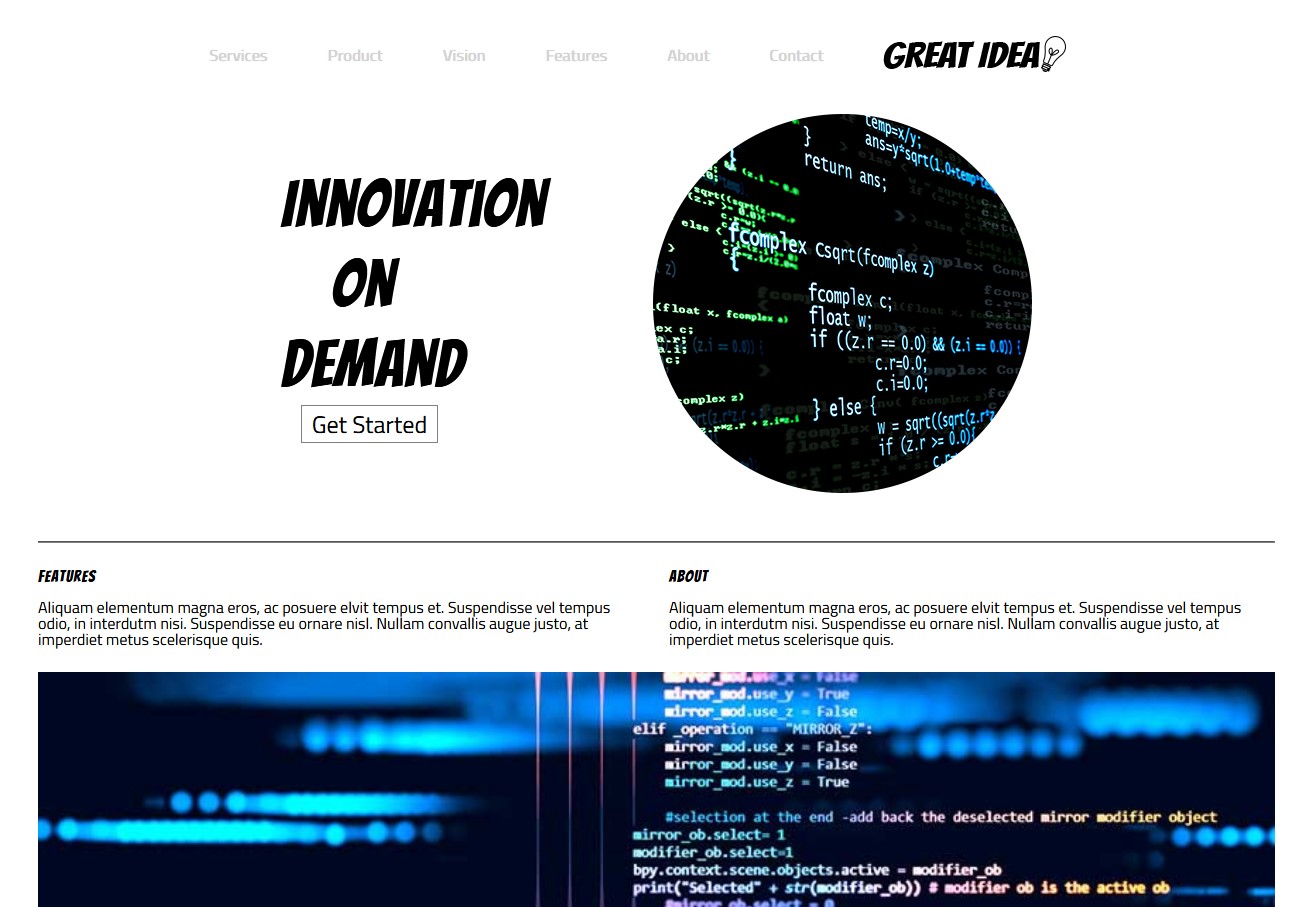 Services Product Vision Features About Contact GREAT IDEA
INNOVATION
ON
DEMAND
Get Started
temp=x/y;
ans=y*sqrt(1.0+temp*te
}
return ans;
else <
fcomplex Csqrt(fcomplex z)
{
fcomplex c;
(float x, fcomplex a)
float w;
if ((z.r == 0.0) && (z.i == 0.0)) {
c.r=0.0;
c.i=0.0;
complex z)
} else {
w = sqrt((sqrt(z.r*z
if (z.r >= 0.0){
FEATURES
Aliquam elementum magna eros, ac posuere elvit tempus et. Suspendisse vel tempus
odio, in interdutm nisi. Suspendisse eu ornare nisl. Nullam convallis augue justo, at
imperdiet metus scelerisque quis.
ABOUT
Aliquam elementum magna eros, ac posuere elvit tempus et. Suspendisse vel tempus
odio, in interdutm nisi. Suspendisse eu ornare nisl. Nullam convallis augue justo, at
imperdiet metus scelerisque quis.
mirror_mod.use_x = False
mirror_mod.use_y = True
mirror_mod.use_z = False
elif _operation == "MIRROR_Z":
mirror_mod.use_x = False
mirror_mod.use_y = False
mirror_mod.use_z = True
#selection at the end -add back the deselected mirror modifier object
mirror_ob.select= 1
modifier_ob.select=1
bpy.context.scene.objects.active = modifier_ob
print("Selected" + str(modifier_ob)) # modifier ob is the active ob
#mirror_ob.select = 0